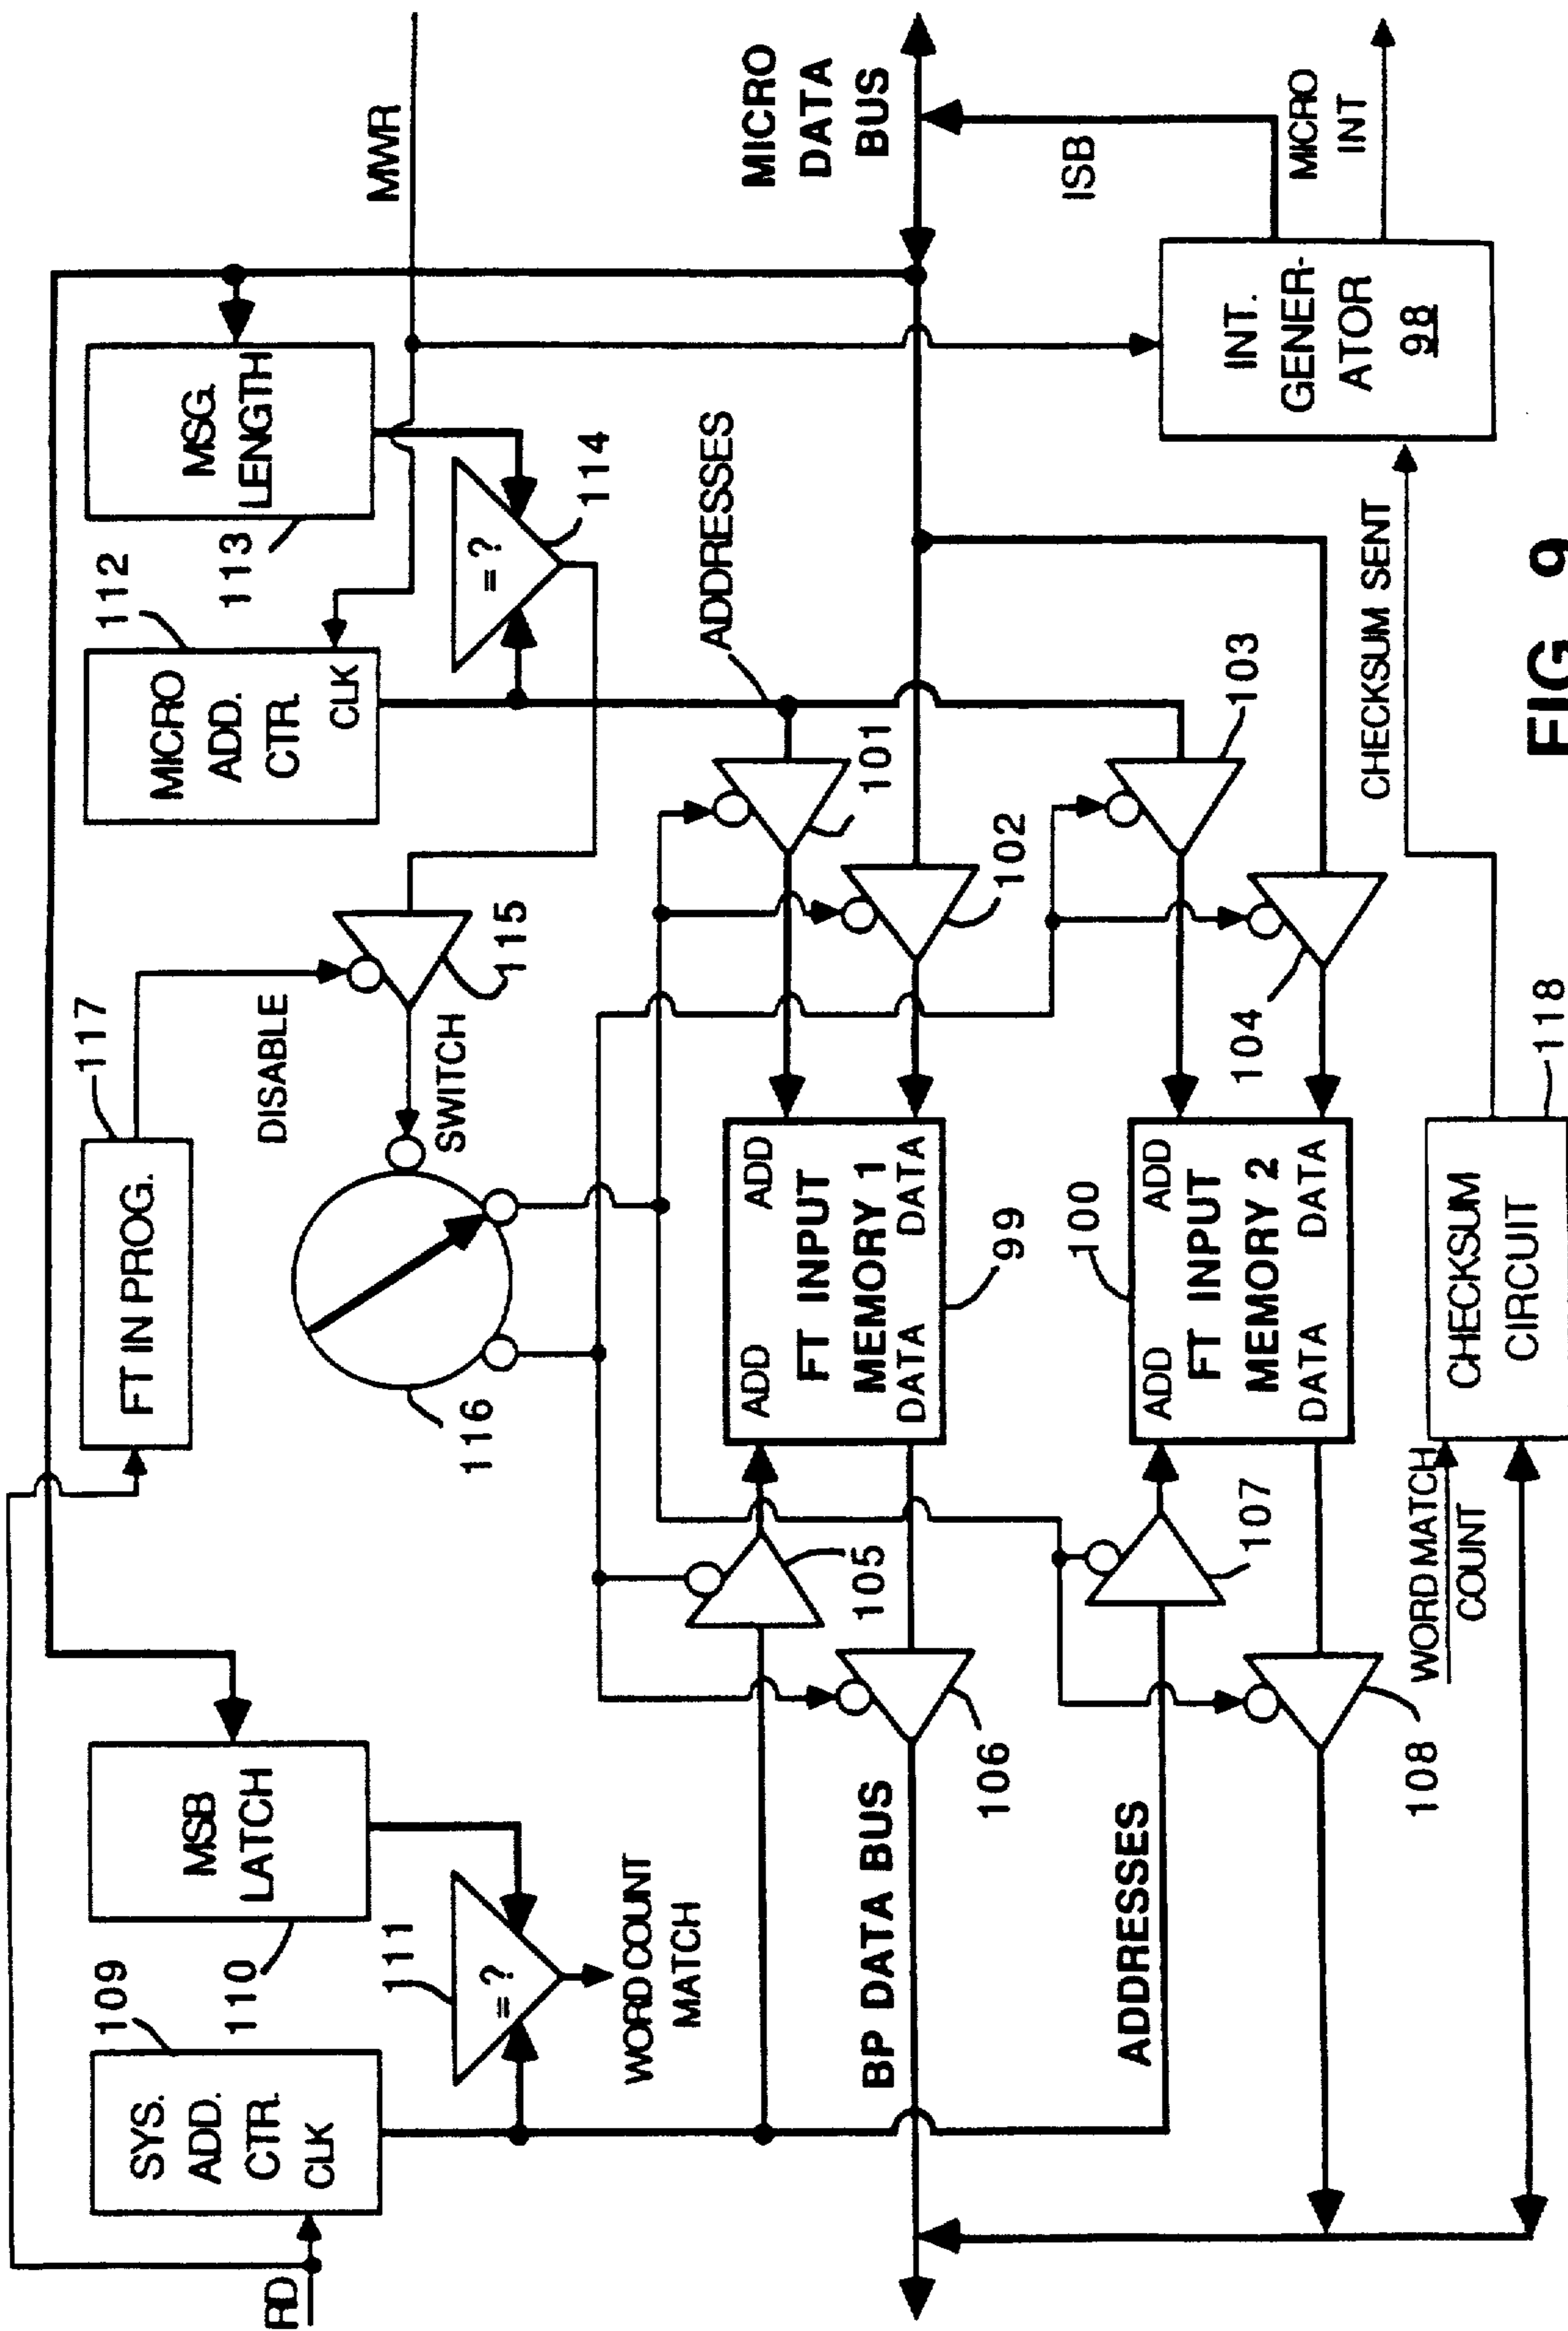 RD
SYS.
ADD.
CTR.
CLK
109
MSB
LATCH
110
= ?
111
WORD COUNT
MATCH
FT IN PROG.
117
DISABLE
115
SWITCH
116
MICRO
ADD.
CTR.
CLK
112
MSG.
LENGTH
113
= ?
114
MWR
ADDRESSES
101
102
103
104
MICRO
DATA
BUS
ISB
MICRO
INT
INT.
GENER-
ATOR
98
CHECKSUM SENT
ADD ADD
FT INPUT
MEMORY 1
DATA DATA
99
100
ADD ADD
FT INPUT
MEMORY 2
DATA DATA
105
106
107
108
BP DATA BUS
ADDRESSES
WORD MATCH
COUNT
CHECKSUM
CIRCUIT
118
FIG 9